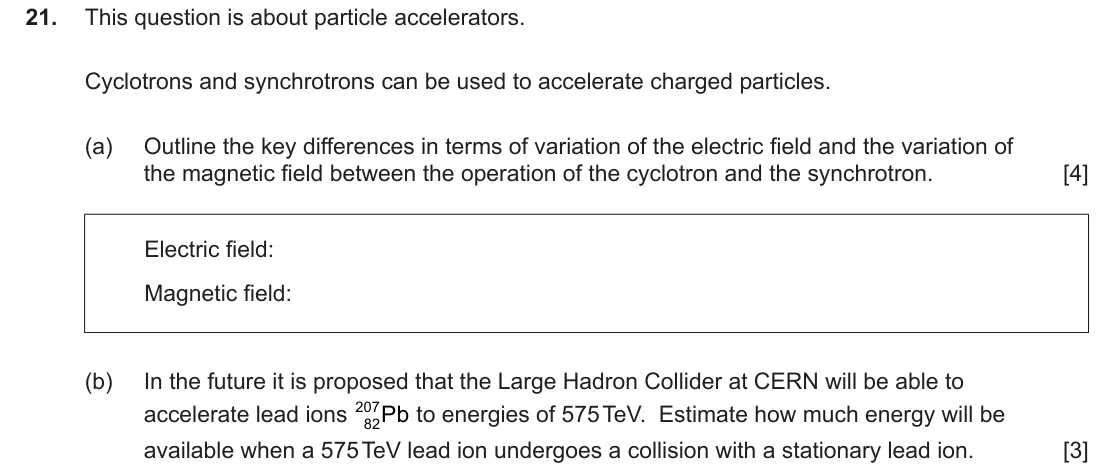 21. This question is about particle accelerators.
Cyclotrons and synchrotrons can be used to accelerate charged particles.
(a) Outline the key differences in terms of variation of the electric field and the variation of
the magnetic field between the operation of the cyclotron and the synchrotron. [4]
Electric field:
Magnetic field:
(b) In the future it is proposed that the Large Hadron Collider at CERN will be able to
accelerate lead ions ²⁰⁷₈₂Pb to energies of 575 TeV. Estimate how much energy will be
available when a 575 TeV lead ion undergoes a collision with a stationary lead ion. [3]